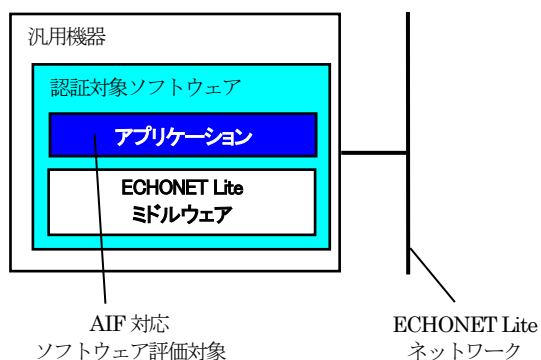 汎用機器
認証対象ソフトウェア
アプリケーション
ECHONET Lite
ミドルウェア
AIF 対応
ソフトウェア評価対象
ECHONET Lite
ネットワーク